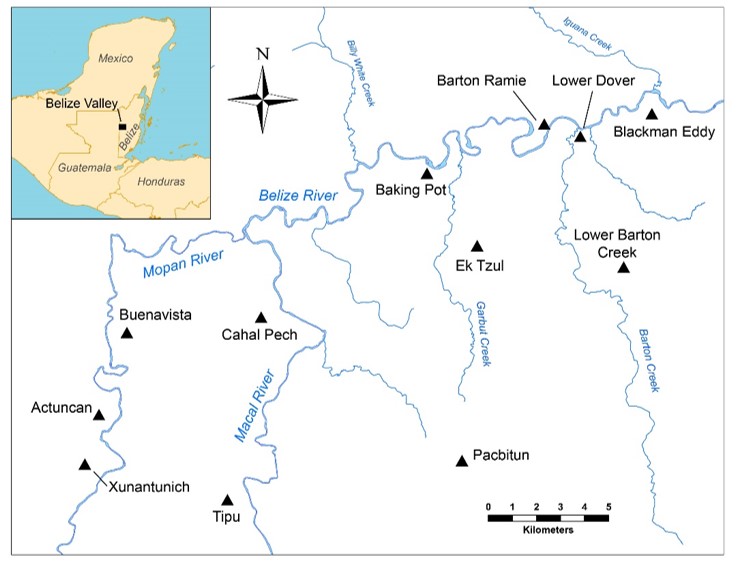 Mexico
Belize Valley
Belize
Guatemala
Honduras
N
Billy White Creek
Iguana Creek
Barton Ramie
Lower Dover
Blackman Eddy
Baking Pot
Belize River
Mopan River
Ek Tzul
Lower Barton
Creek
Buenavista
Cahal Pech
Garbut Creek
Barton Creek
Macal River
Actuncan
Xunantunich
Pacbitun
Tipu
0 1 2 3 4 5
Kilometers